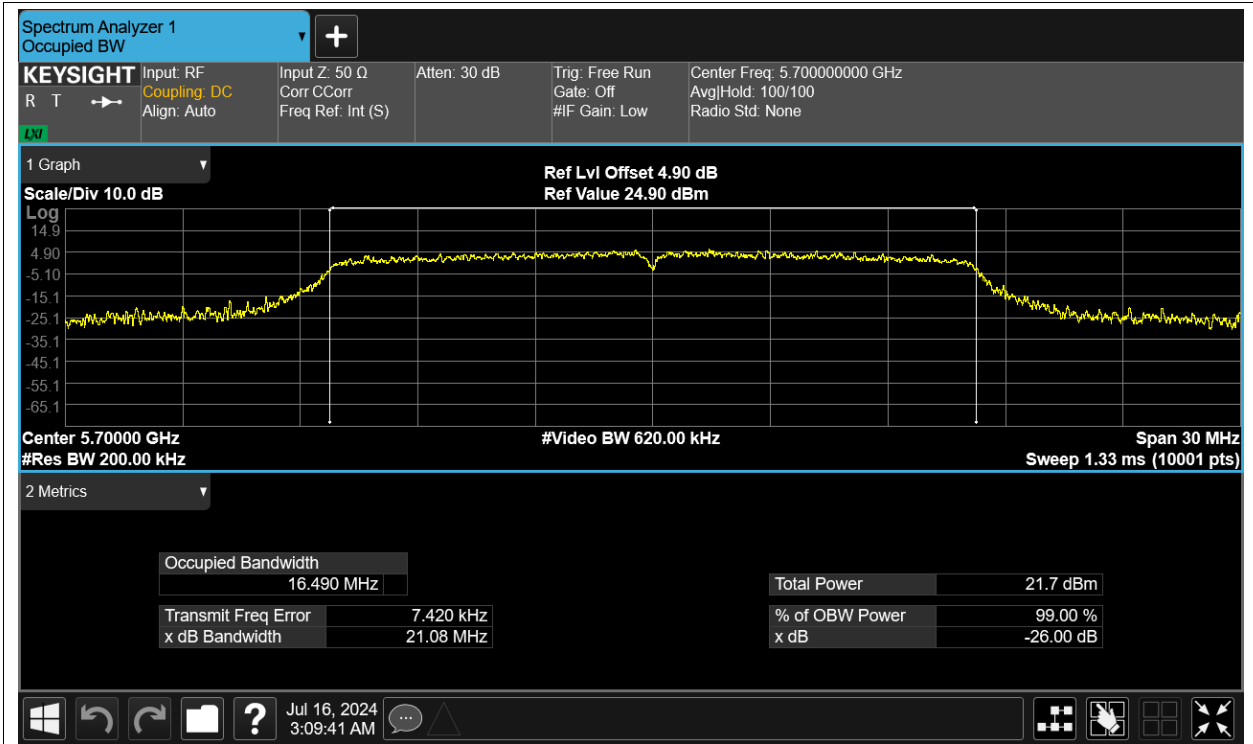 Spectrum Analyzer 1
Occupied BW
+
KEYSIGHT
R T
LXI
Input: RF
Coupling: DC
Align: Auto
Input Z: 50 Ω
Corr CCorr
Freq Ref: Int (S)
Atten: 30 dB
Trig: Free Run
Gate: Off
#IF Gain: Low
Center Freq: 5.700000000 GHz
Avg|Hold: 100/100
Radio Std: None
1 Graph
Scale/Div 10.0 dB
Ref Lvl Offset 4.90 dB
Ref Value 24.90 dBm
Log
14.9
4.90
-5.10
-15.1
-25.1
-35.1
-45.1
-55.1
-65.1
Center 5.70000 GHz
#Video BW 620.00 kHz
Span 30 MHz
#Res BW 200.00 kHz
Sweep 1.33 ms (10001 pts)
2 Metrics
Occupied Bandwidth
16.490 MHz
Total Power 21.7 dBm
Transmit Freq Error 7.420 kHz
% of OBW Power 99.00 %
x dB Bandwidth 21.08 MHz
x dB -26.00 dB
?
Jul 16, 2024
3:09:41 AM